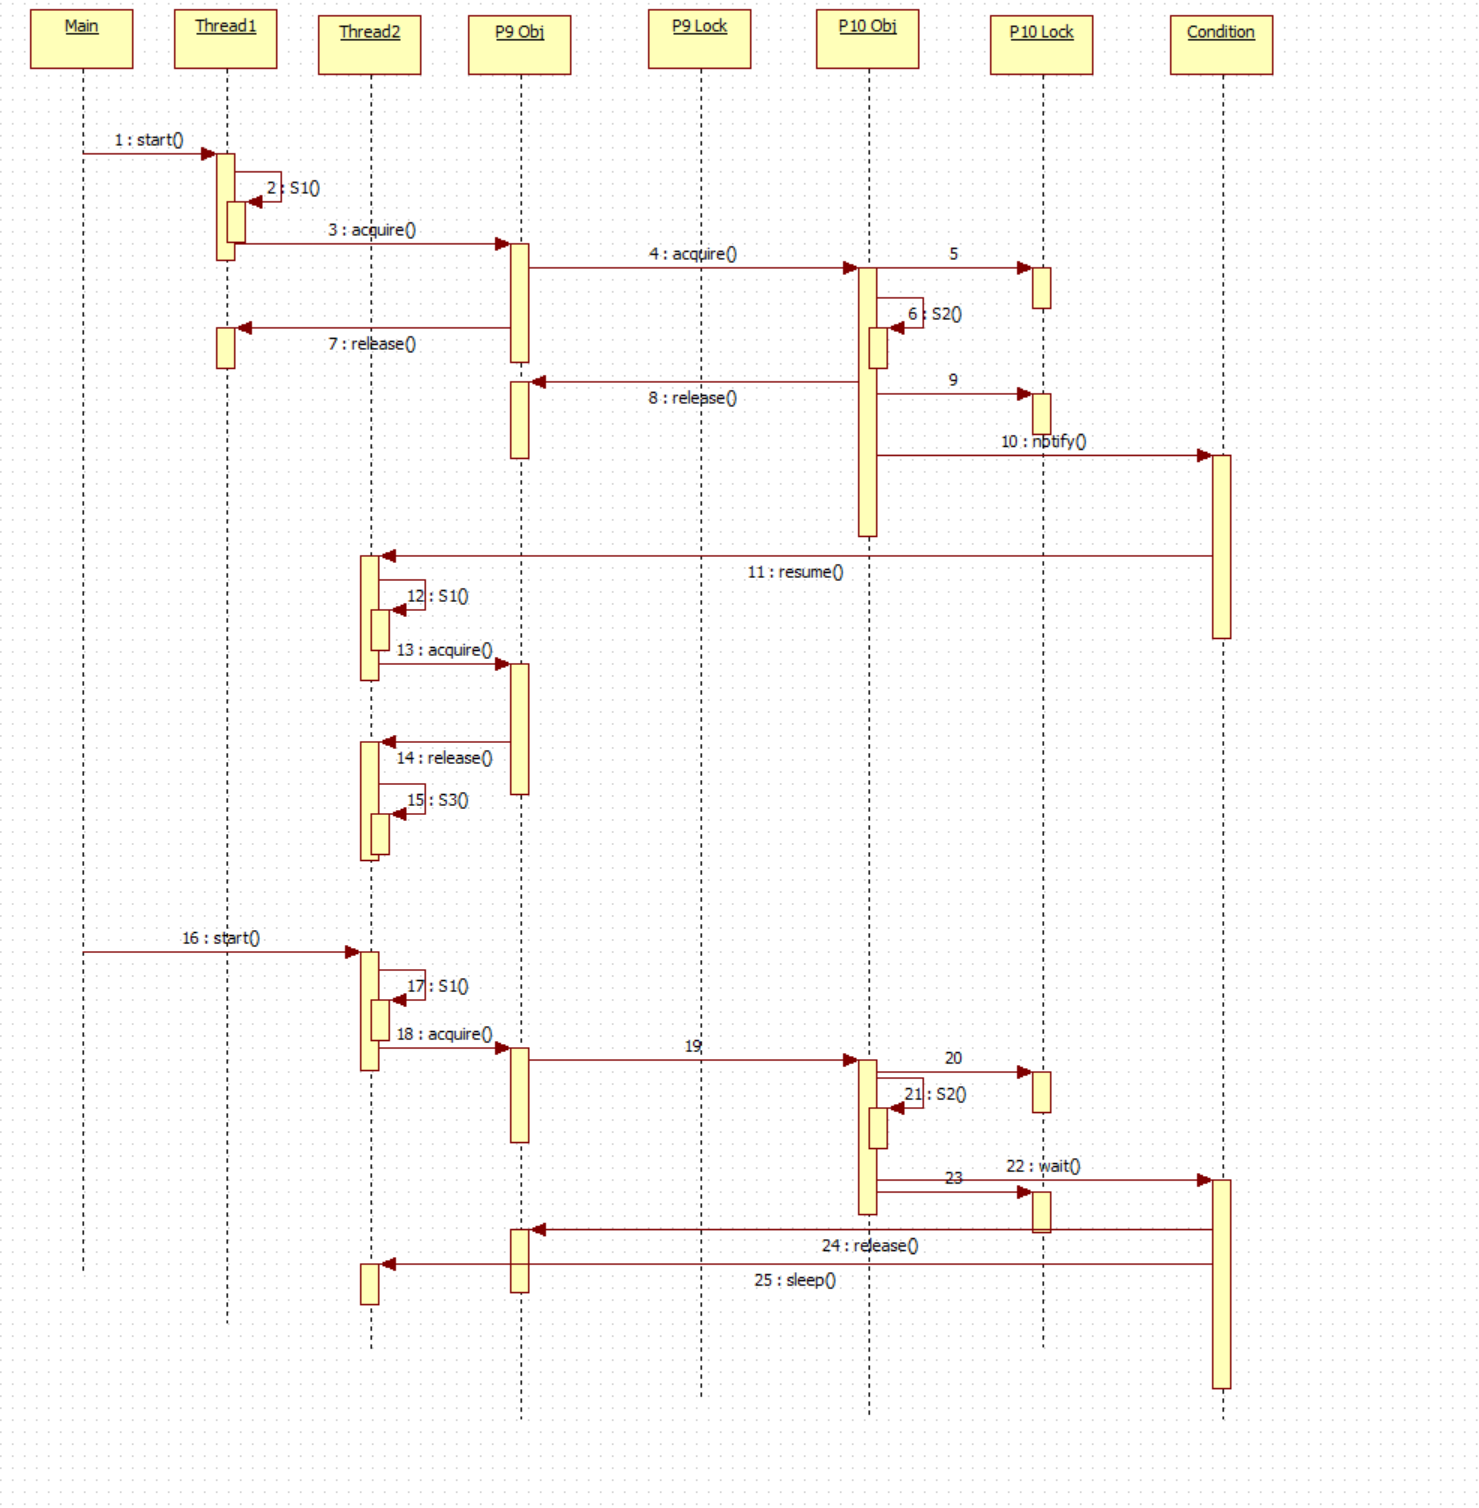 Main
Thread1
Thread2
P9 Obj
P9 Lock
P10 Obj
P10 Lock
Condition
1 : start()
2 : S1()
3 : acquire()
4 : acquire()
5
6 : S2()
7 : release()
8 : release()
9
10 : notify()
11 : resume()
12 : S1()
13 : acquire()
14 : release()
15 : S3()
16 : start()
17 : S1()
18 : acquire()
19
20
21 : S2()
22 : wait()
23
24 : release()
25 : sleep()